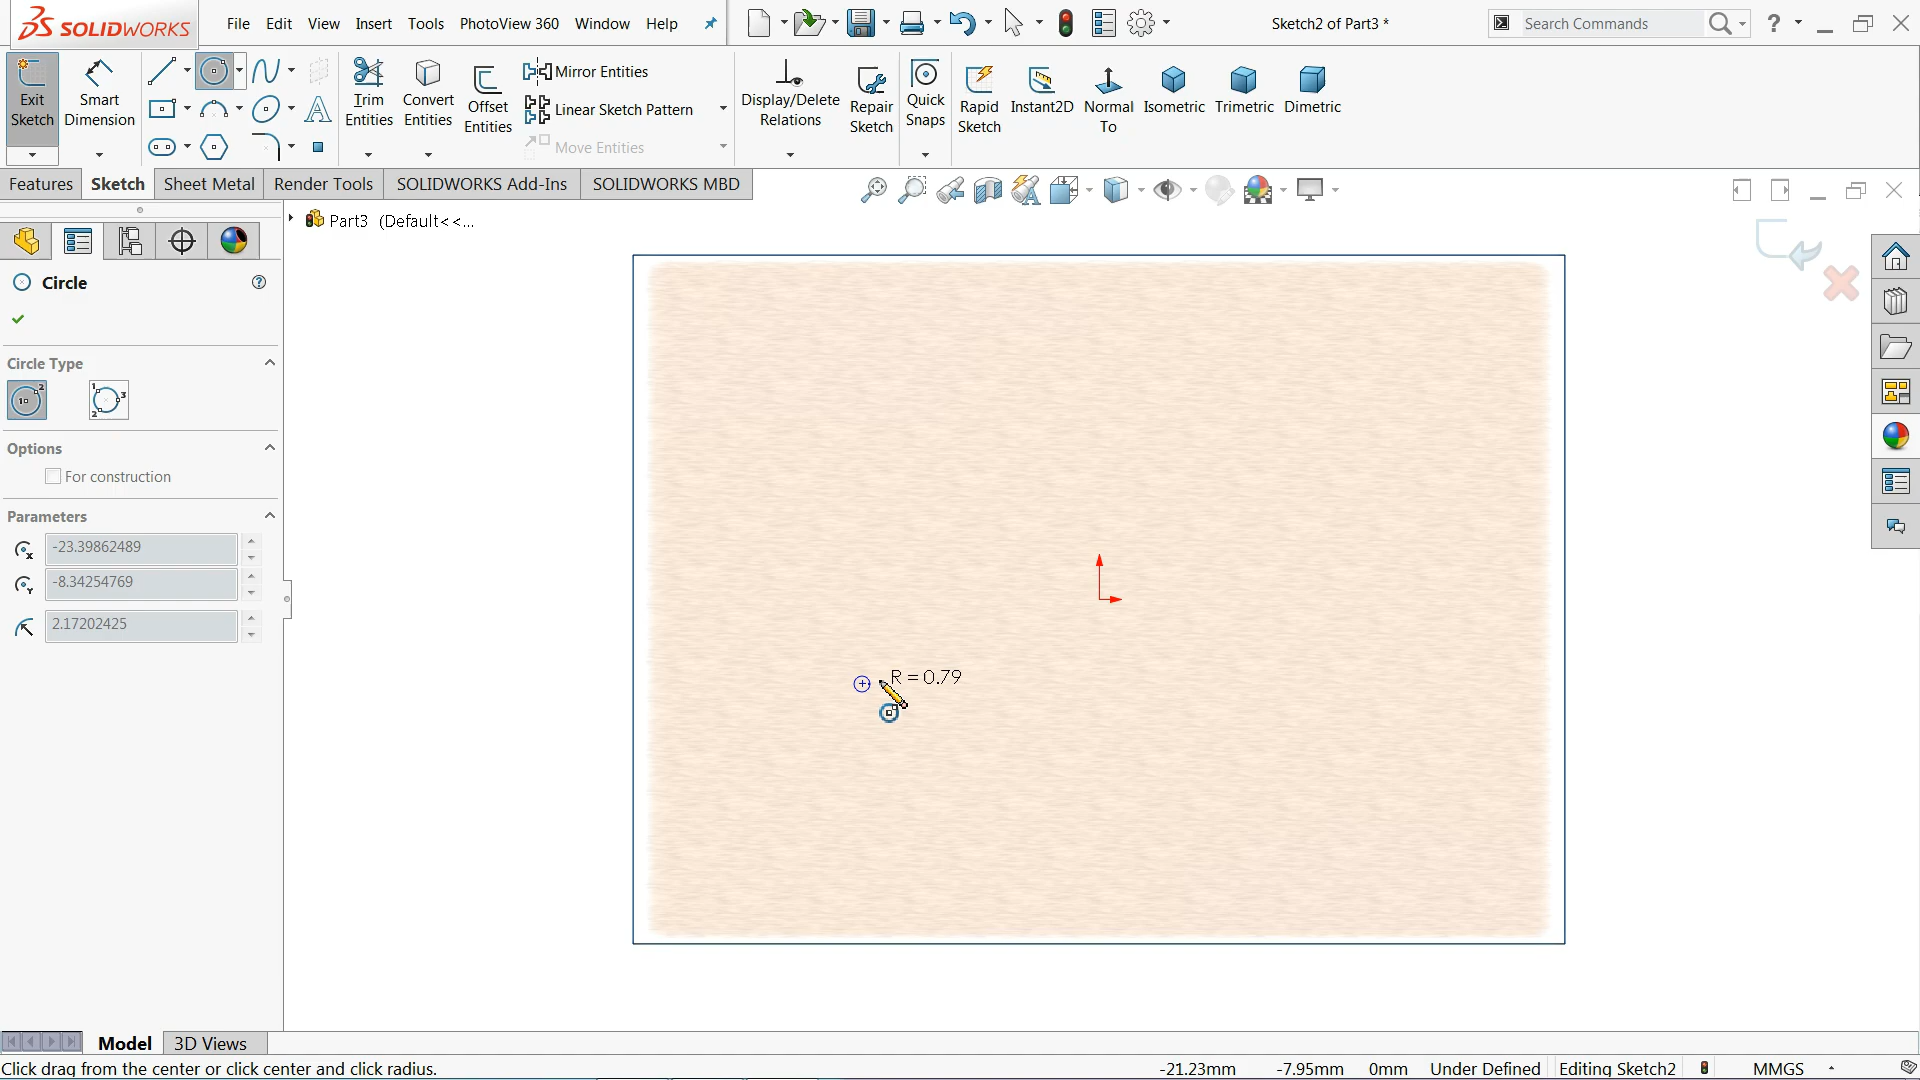 SOLIDWORKS
File Edit View Insert Tools PhotoView 360 Window Help
Sketch2 of Part3 *
Search Commands
?
Exit Sketch
Smart Dimension
Trim Entities
Convert Entities
Offset Entities
Mirror Entities
Linear Sketch Pattern
Move Entities
Display/Delete Relations
Repair Sketch
Quick Snaps
Rapid Sketch
Instant2D
Normal To
Isometric
Trimetric
Dimetric
Features Sketch Sheet Metal Render Tools SOLIDWORKS Add-Ins SOLIDWORKS MBD
Part3 (Default<<...
Circle
Circle Type
Options
For construction
Parameters
-23.39862489
-8.34254769
2.17202425
R = 0.79
Model 3D Views
Click drag from the center or click center and click radius.
-21.23mm -7.95mm 0mm Under Defined Editing Sketch2 MMGS